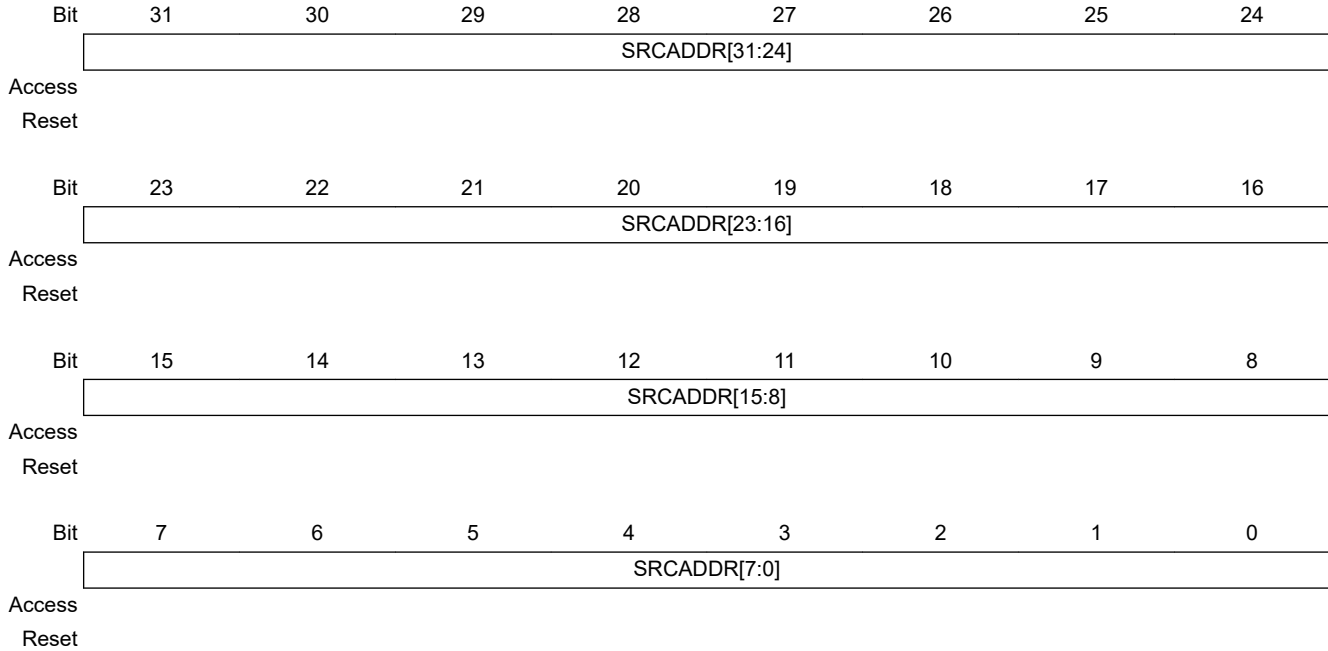 Bit 31 30 29 28 27 26 25 24
SRCADDR[31:24]
Access
Reset
Bit 23 22 21 20 19 18 17 16
SRCADDR[23:16]
Access
Reset
Bit 15 14 13 12 11 10 9 8
SRCADDR[15:8]
Access
Reset
Bit 7 6 5 4 3 2 1 0
SRCADDR[7:0]
Access
Reset